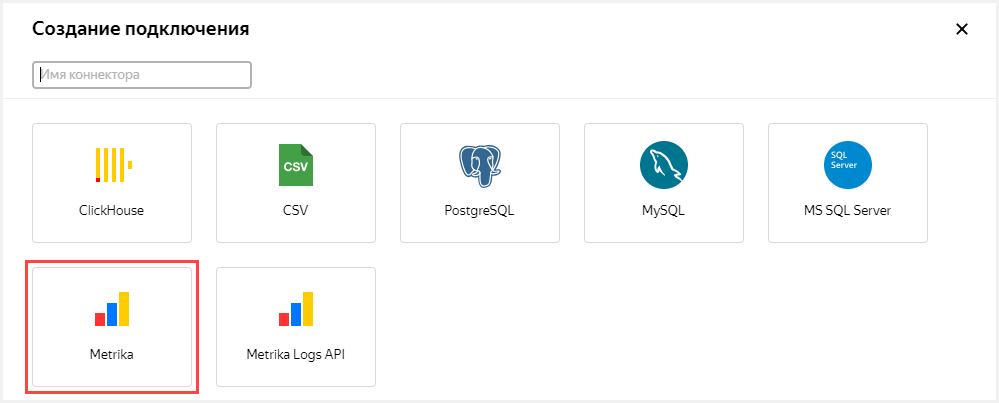 Создание подключения
Имя коннектора
ClickHouse
CSV
CSV
PostgreSQL
MySQL
SQL
Server
MS SQL Server
Metrika
Metrika Logs API